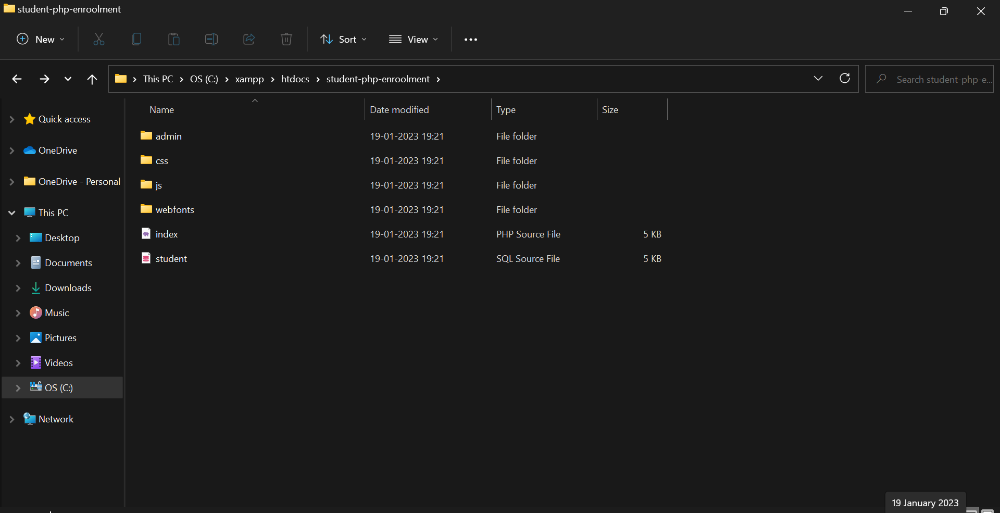 student-php-enroolment
New
Sort
View
This PC > OS (C:) > xampp > htdocs > student-php-enroolment >
Search student-php-e...
Quick access
OneDrive
OneDrive - Personal
This PC
Desktop
Documents
Downloads
Music
Pictures
Videos
OS (C:)
Network
Name Date modified Type Size
admin 19-01-2023 19:21 File folder
css 19-01-2023 19:21 File folder
js 19-01-2023 19:21 File folder
webfonts 19-01-2023 19:21 File folder
index 19-01-2023 19:21 PHP Source File 5 KB
student 19-01-2023 19:21 SQL Source File 5 KB
19 January 2023